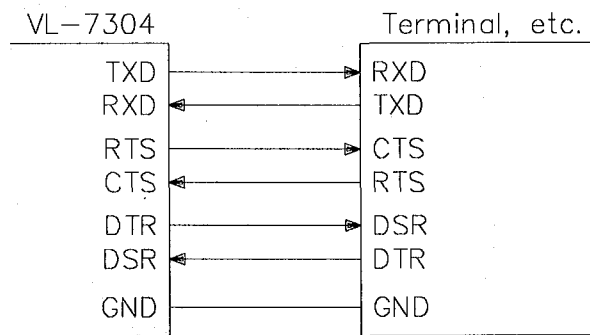 VL-7304 Terminal, etc.
TXD RXD
RXD TXD
RTS CTS
CTS RTS
DTR DSR
DSR DTR
GND GND